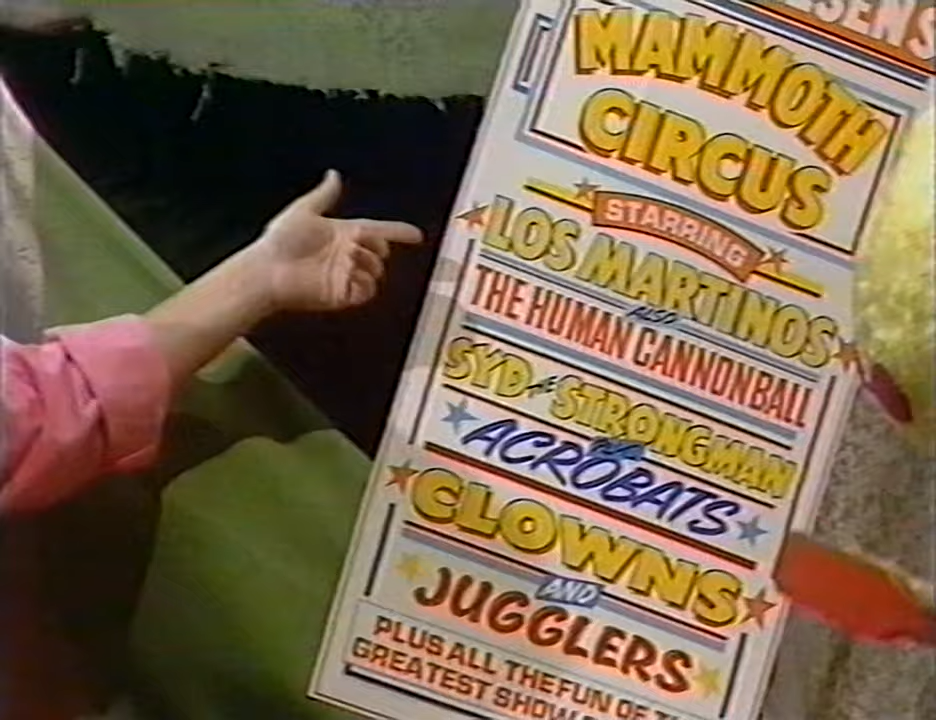 MAMMOTH
CIRCUS
STARRING
LOS MARTINOS
ALSO
THE HUMAN CANNONBALL
SYD THE STRONGMAN
ACROBATS
CLOWNS
AND
JUGGLERS
PLUS ALL THE FUN OF
GREATEST SHOW